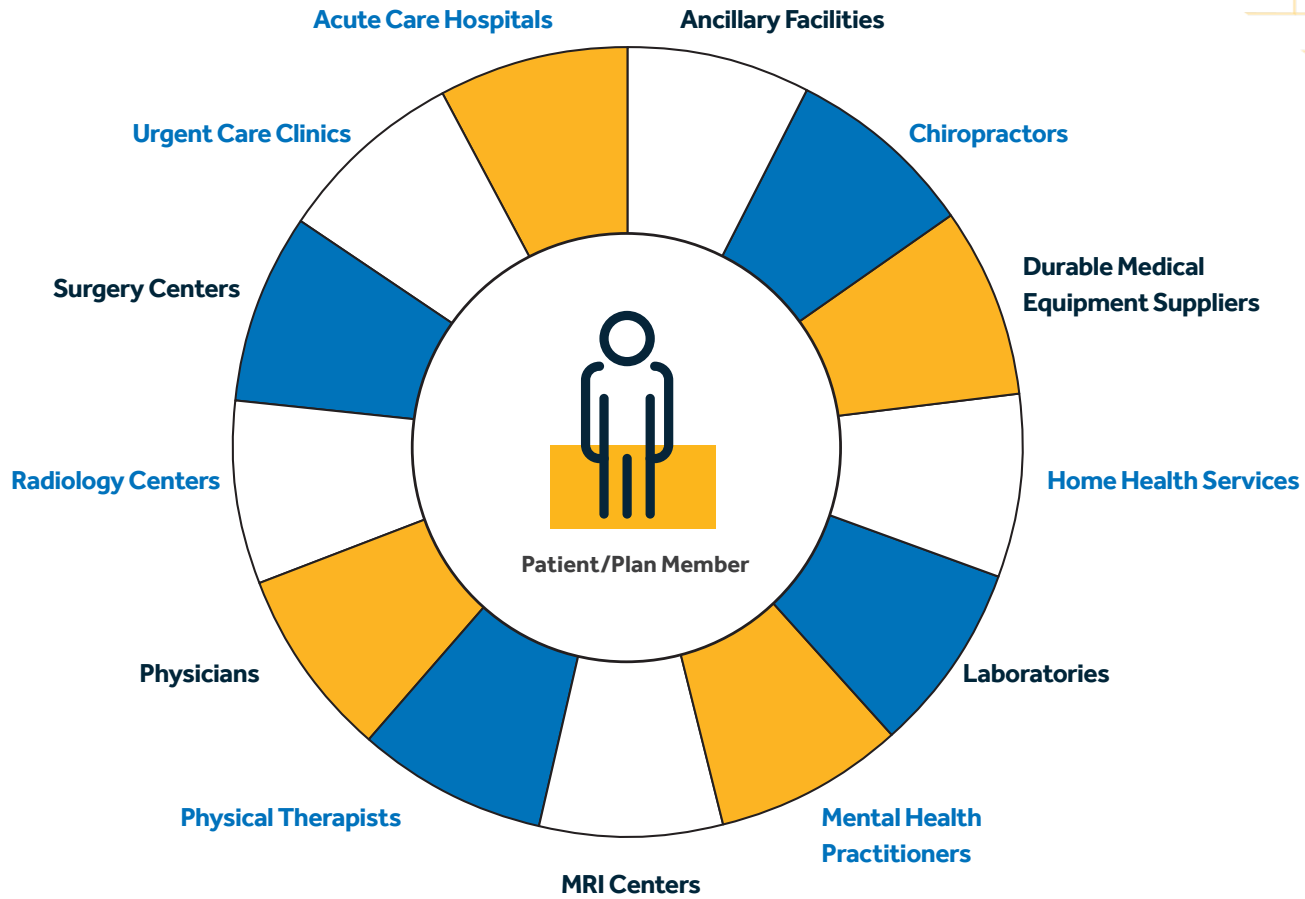 Acute Care Hospitals
Ancillary Facilities
Urgent Care Clinics
Chiropractors
Surgery Centers
Durable Medical
Equipment Suppliers
Radiology Centers
Home Health Services
Patient/Plan Member
Physicians
Laboratories
Physical Therapists
Mental Health
Practitioners
MRI Centers